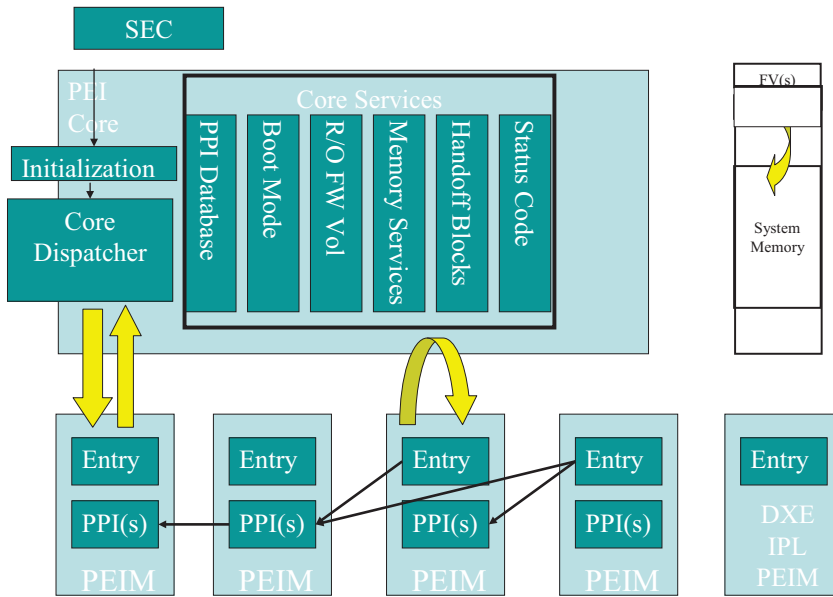 SEC
PEI
Core
Core Services
FV(s)
Initialization
Core
Dispatcher
PPI Database
Boot Mode
R/O FW Vol
Memory Services
Handoff Blocks
Status Code
System
Memory
Entry
PPI(s)
PEIM
Entry
PPI(s)
PEIM
Entry
PPI(s)
PEIM
Entry
PPI(s)
PEIM
Entry
DXE
IPL
PEIM